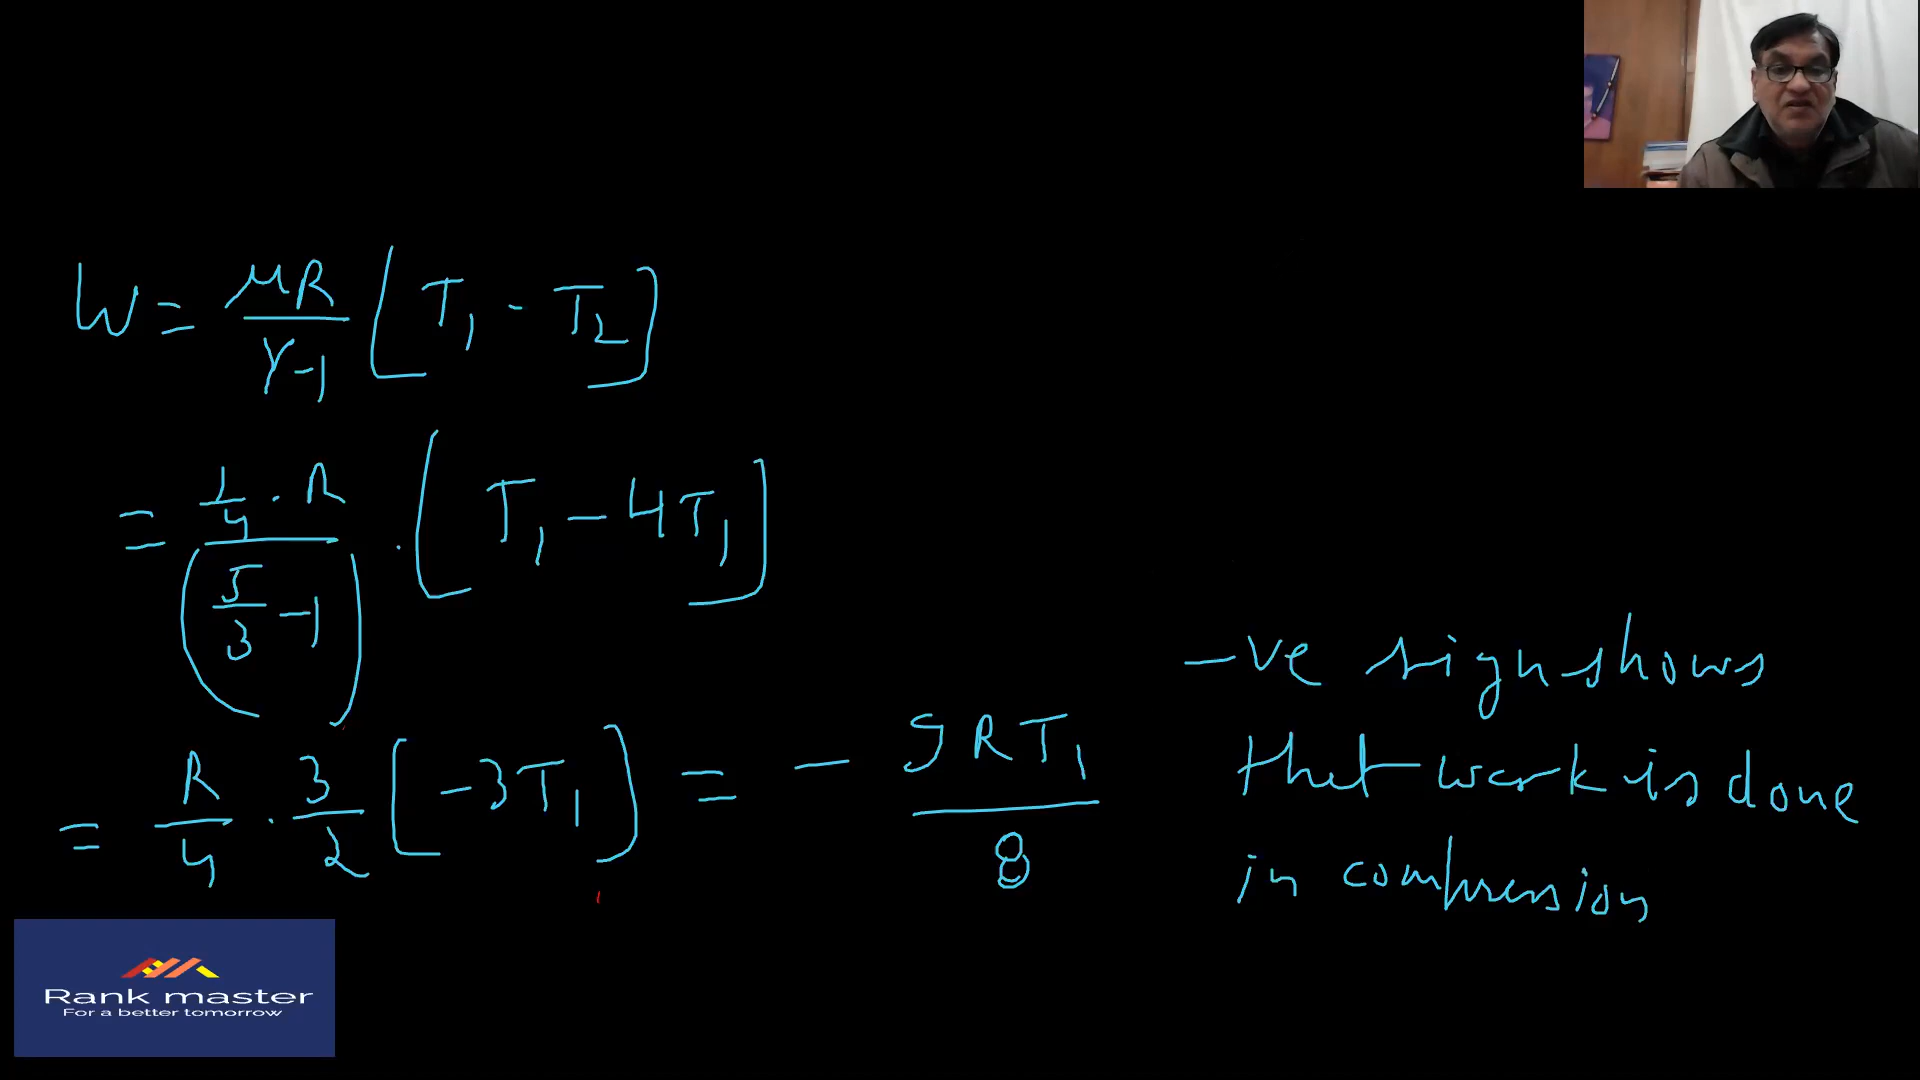 W = μR/γ-1 [T₁ - T₂]
= 1/4 · R/(5/3 - 1) · [T₁ - 4T₁]
= R/4 · 3/2 [-3T₁] = - 9RT₁/8
-ve sign shows
that work is done
in compression
Rank master
For a better tomorrow